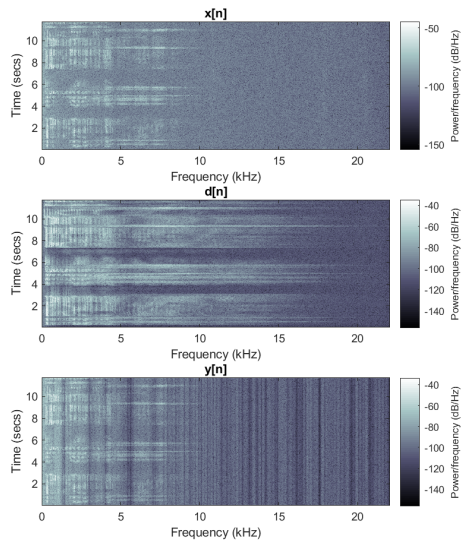 x[n]
10
8
6
4
2
Time (secs)
0 5 10 15 20
Frequency (kHz)
-50
-100
-150
Power/frequency (dB/Hz)
d[n]
10
8
6
4
2
Time (secs)
0 5 10 15 20
Frequency (kHz)
-40
-60
-80
-100
-120
-140
Power/frequency (dB/Hz)
y[n]
10
8
6
4
2
Time (secs)
0 5 10 15 20
Frequency (kHz)
-40
-60
-80
-100
-120
-140
Power/frequency (dB/Hz)